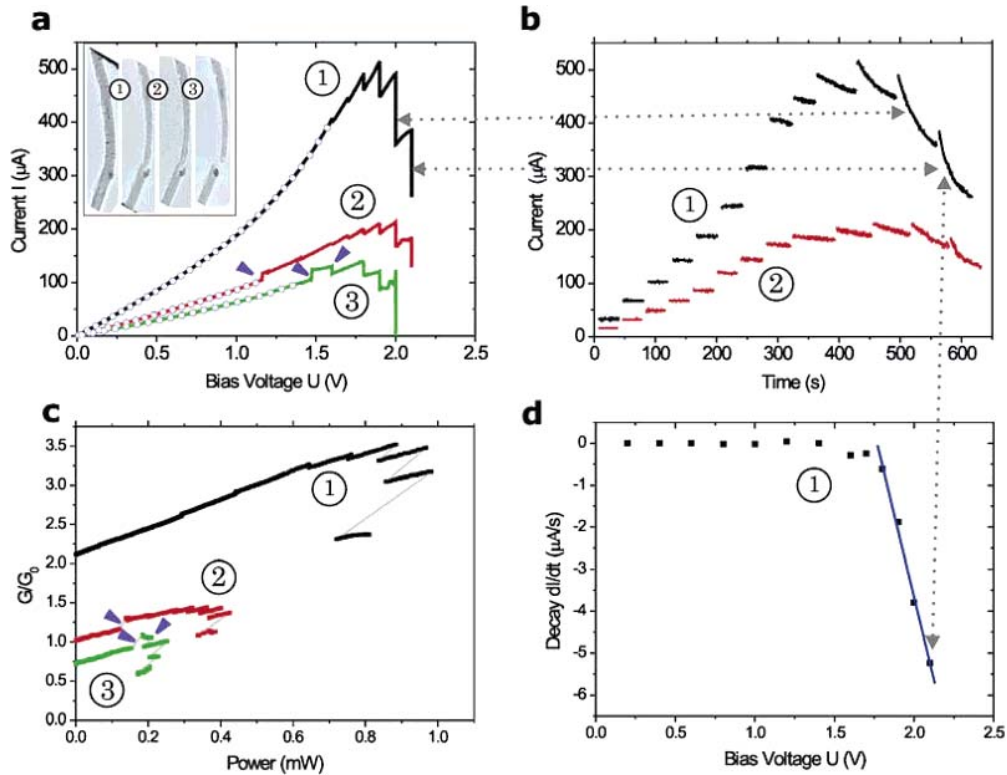 a
① ② ③
①
②
③
500
400
300
200
100
0
0.0 0.5 1.0 1.5 2.0 2.5
Current I (μA)
Bias Voltage U (V)
b
①
②
500
400
300
200
100
0
0 100 200 300 400 500 600
Current (μA)
Time (s)
c
①
②
③
3.5
3.0
2.5
2.0
1.5
1.0
0.5
0.0 0.2 0.4 0.6 0.8 1.0
G/G₀
Power (mW)
d
①
0
-1
-2
-3
-4
-5
-6
0.0 0.5 1.0 1.5 2.0 2.5
Decay dI/dt (μA/s)
Bias Voltage U (V)